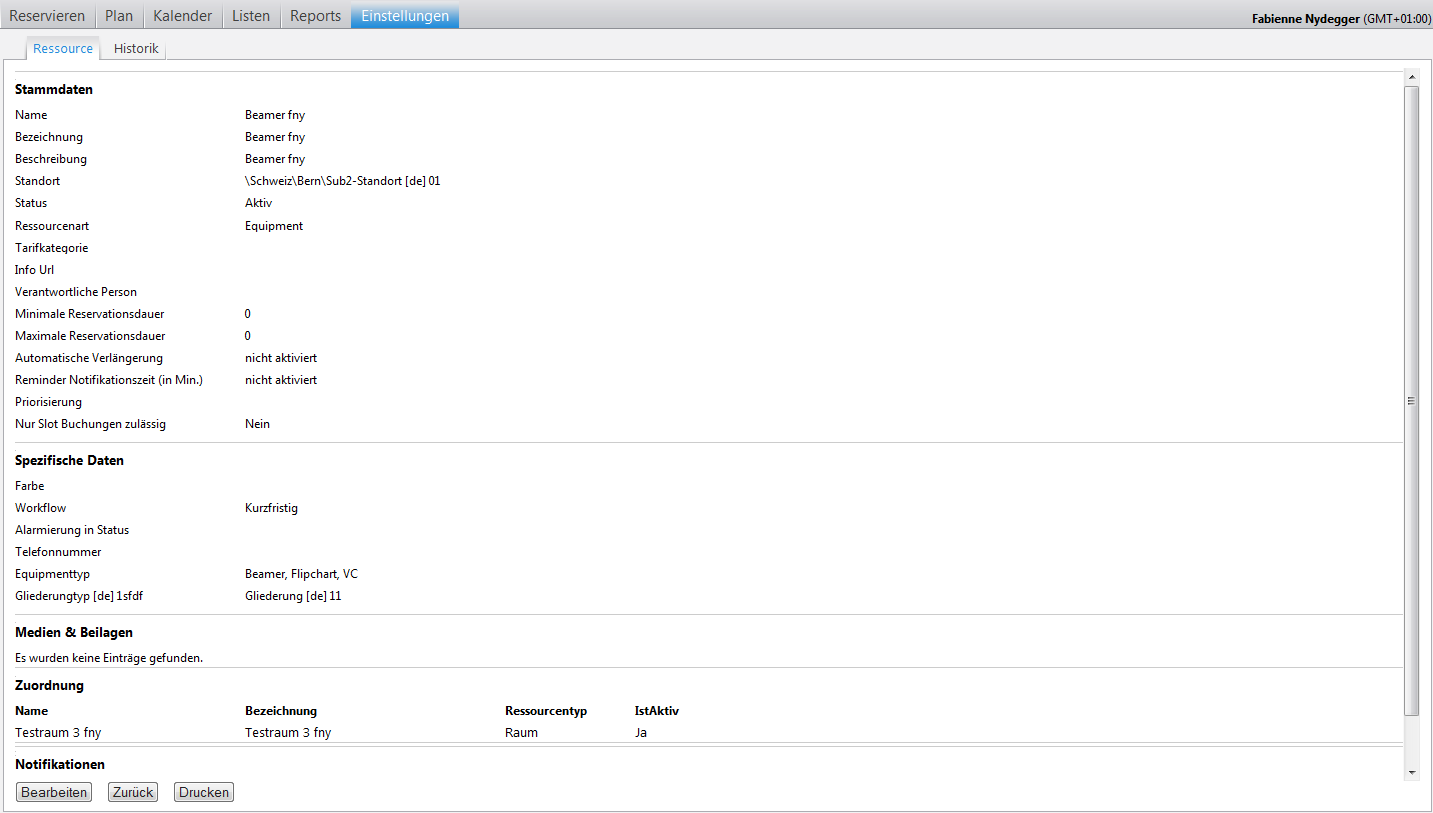 Reservieren Plan Kalender Listen Reports Einstellungen Fabienne Nydegger (GMT+01:00)
Ressource Historik
Stammdaten
Name Beamer fny
Bezeichnung Beamer fny
Beschreibung Beamer fny
Standort \Schweiz\Bern\Sub2-Standort [de] 01
Status Aktiv
Ressourcenart Equipment
Tarifkategorie
Info Url
Verantwortliche Person
Minimale Reservationsdauer 0
Maximale Reservationsdauer 0
Automatische Verlängerung nicht aktiviert
Reminder Notifikationszeit (in Min.) nicht aktiviert
Priorisierung
Nur Slot Buchungen zulässig Nein
Spezifische Daten
Farbe
Workflow Kurzfristig
Alarmierung in Status
Telefonnummer
Equipmenttyp Beamer, Flipchart, VC
Gliederungtyp [de] 1sfdf Gliederung [de] 11
Medien & Beilagen
Es wurden keine Einträge gefunden.
Zuordnung
Name Bezeichnung Ressourcentyp IstAktiv
Testraum 3 fny Testraum 3 fny Raum Ja
Notifikationen
Bearbeiten Zurück Drucken